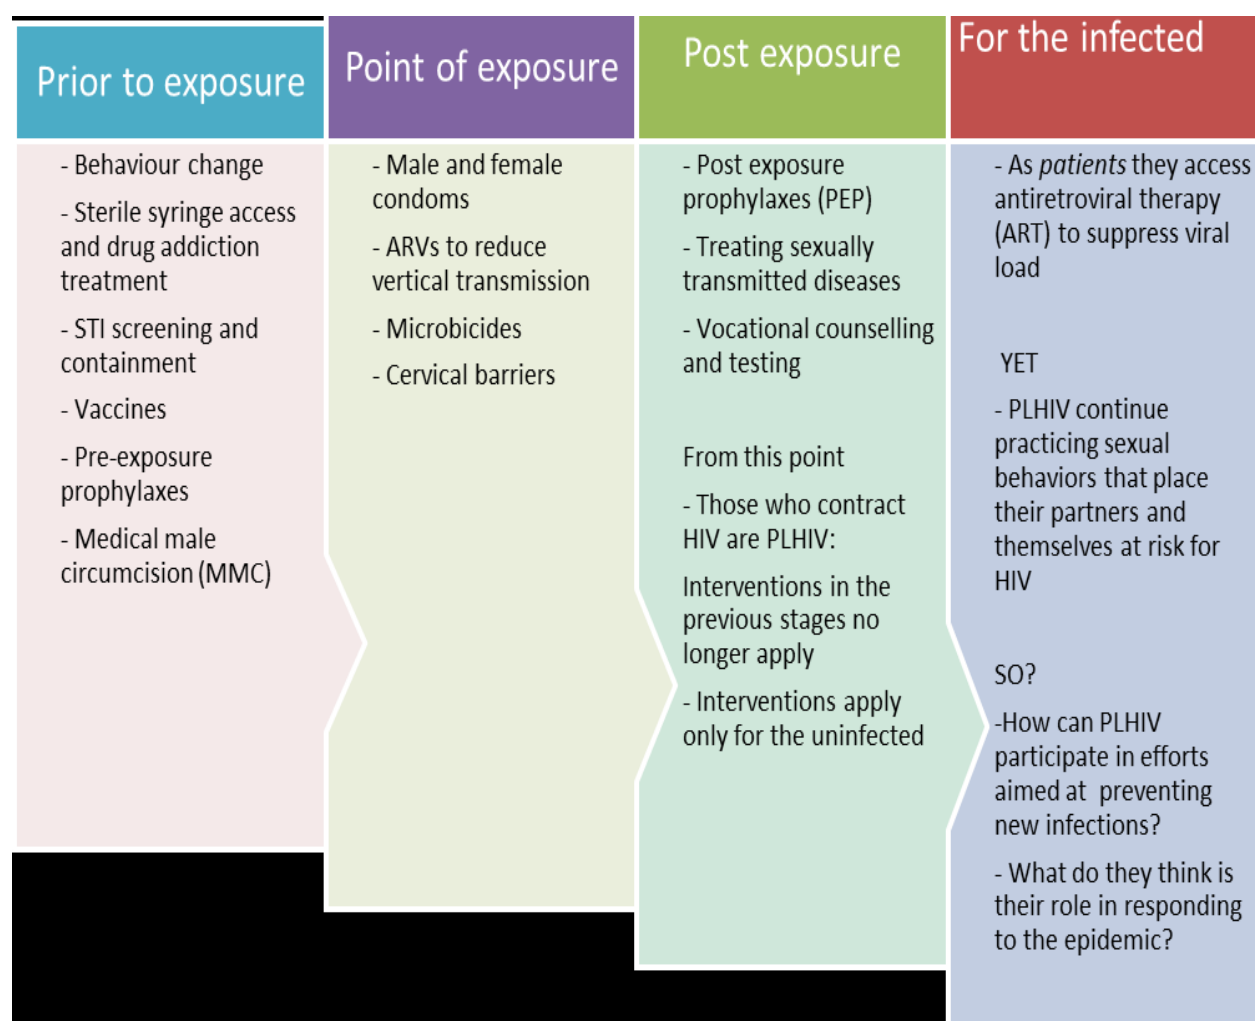 Prior to exposure
- Behaviour change
- Sterile syringe access
and drug addiction
treatment
- STI screening and
containment
- Vaccines
- Pre-exposure
prophylaxes
- Medical male
circumcision (MMC)
Point of exposure
- Male and female
condoms
- ARVs to reduce
vertical transmission
- Microbicides
- Cervical barriers
Post exposure
- Post exposure
prophylaxes (PEP)
- Treating sexually
transmitted diseases
- Vocational counselling
and testing
From this point
- Those who contract
HIV are PLHIV:
Interventions in the
previous stages no
longer apply
- Interventions apply
only for the uninfected
For the infected
- As patients they access
antiretroviral therapy
(ART) to suppress viral
load
YET
- PLHIV continue
practicing sexual
behaviors that place
their partners and
themselves at risk for
HIV
SO?
-How can PLHIV
participate in efforts
aimed at preventing
new infections?
- What do they think is
their role in responding
to the epidemic?